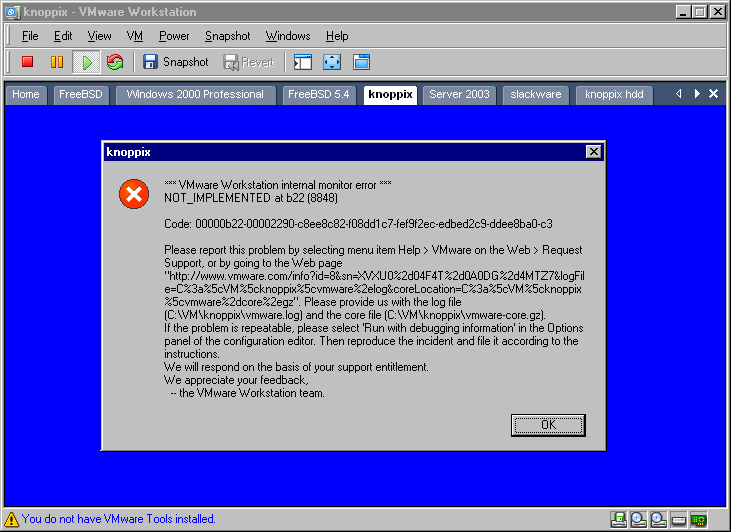 knoppix - VMware Workstation
File Edit View VM Power Snapshot Windows Help
Snapshot Revert
Home FreeBSD Windows 2000 Professional FreeBSD 5.4 knoppix Server 2003 slackware knoppix hdd
knoppix
*** VMware Workstation internal monitor error ***
NOT_IMPLEMENTED at b22 (8848)
Code: 00000b22-00002290-c8ee8c82-f08dd1c7-fef9f2ec-edbed2c9-ddee8ba0-c3
Please report this problem by selecting menu item Help > VMware on the Web > Request
Support, or by going to the Web page
"http://www.vmware.com/info?id=8&sn=XVXU0%2d04F4T%2d0A0DG%2d4MTZ7&logFil
e=C%3a%5cVM%5cknoppix%5cvmware%2elog&coreLocation=C%3a%5cVM%5cknoppix
%5cvmware%2dcore%2egz". Please provide us with the log file
(C:\VM\knoppix\vmware.log) and the core file (C:\VM\knoppix\vmware-core.gz).
If the problem is repeatable, please select 'Run with debugging information' in the Options
panel of the configuration editor. Then reproduce the incident and file it according to the
instructions.
We will respond on the basis of your support entitlement.
We appreciate your feedback,
-- the VMware Workstation team.
OK
You do not have VMware Tools installed.